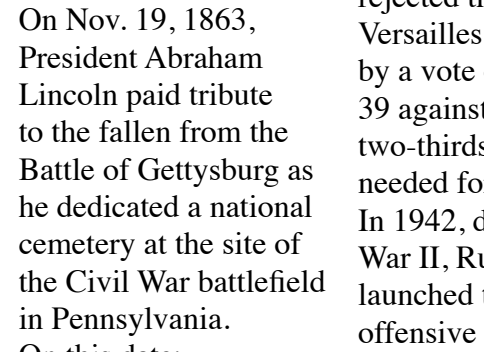 On Nov. 19, 1863,
President Abraham
Lincoln paid tribute
to the fallen from the
Battle of Gettysburg as
he dedicated a national
cemetery at the site of
the Civil War battlefield
in Pennsylvania.
On this date:
rejected
Versailles
by a vote
39 against
two-thirds
needed
In 1942,
War II,
launched
offensive